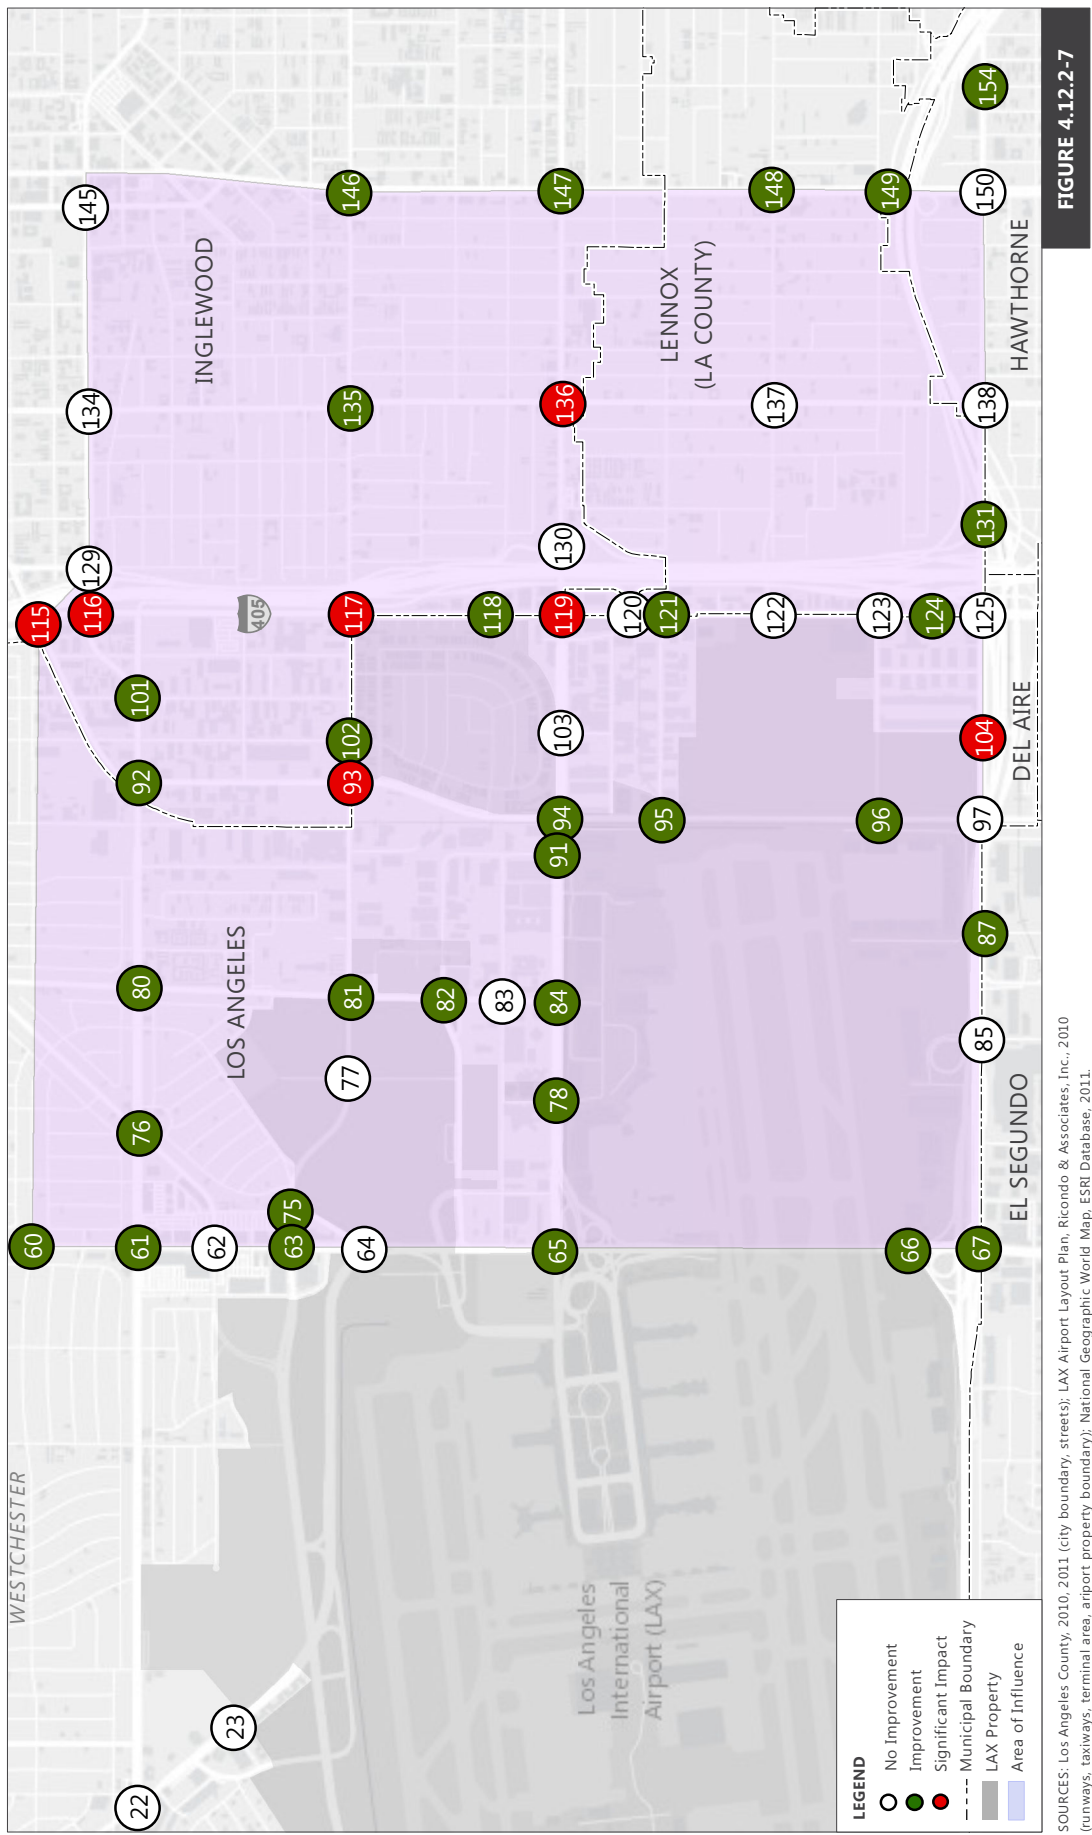 WESTCHESTER
60
115
116
129
134
145
22
61
76
80
92
101
INGLEWOOD
62
23
LOS ANGELES
405
63
75
64
77
81
93
102
117
135
146
82
118
83
65
78
84
91
94
103
119
130
136
147
Los Angeles
International
Airport (LAX)
120
95
121
LENNOX
(LA COUNTY)
122
137
148
96
123
149
66
124
67
85
87
97
104
125
131
138
150
154
EL SEGUNDO
DEL AIRE
HAWTHORNE
LEGEND
No Improvement
Improvement
Significant Impact
Municipal Boundary
LAX Property
Area of Influence
FIGURE 4.12.2-7
SOURCES: Los Angeles County, 2010, 2011 (city boundary, streets); LAX Airport Layout Plan, Ricondo & Associates, Inc., 2010
(runways, taxiways, terminal area, ariport property boundary); National Geographic World Map, ESRI Database, 2011.